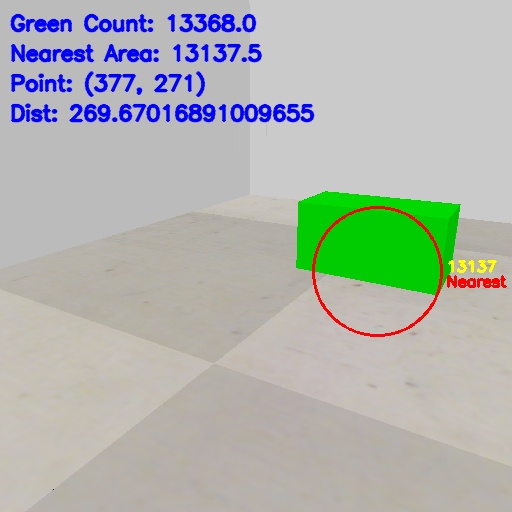 Green Count: 13368.0
Nearest Area: 13137.5
Point: (377, 271)
Dist: 269.67016891009655
13137
Nearest